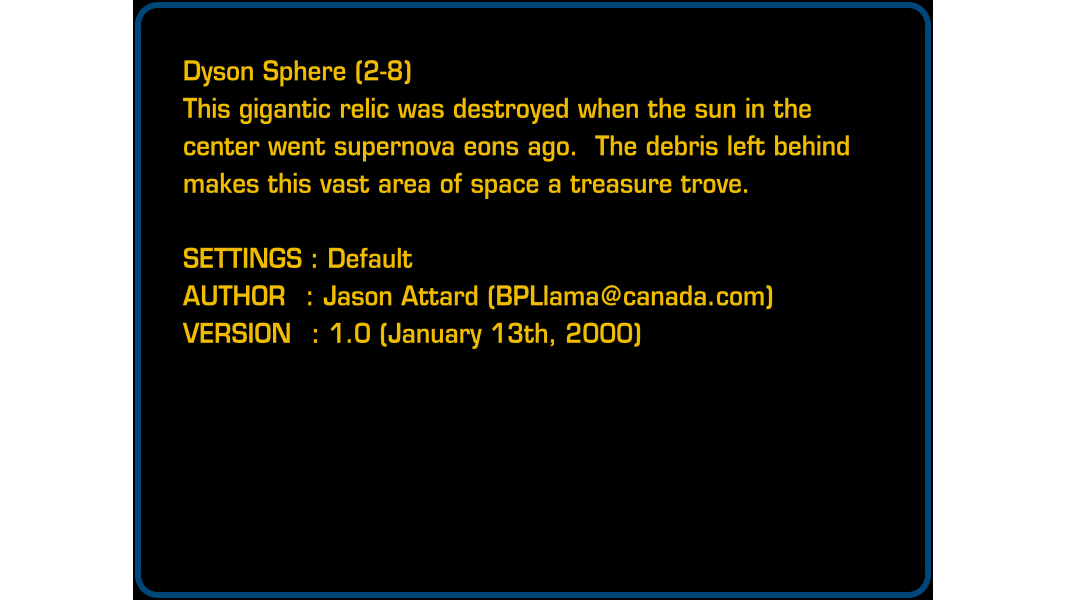 Dyson Sphere (2-8)
This gigantic relic was destroyed when the sun in the
center went supernova eons ago.  The debris left behind
makes this vast area of space a treasure trove.

SETTINGS : Default
AUTHOR  : Jason Attard (BPLlama@canada.com)
VERSION  : 1.0 (January 13th, 2000)